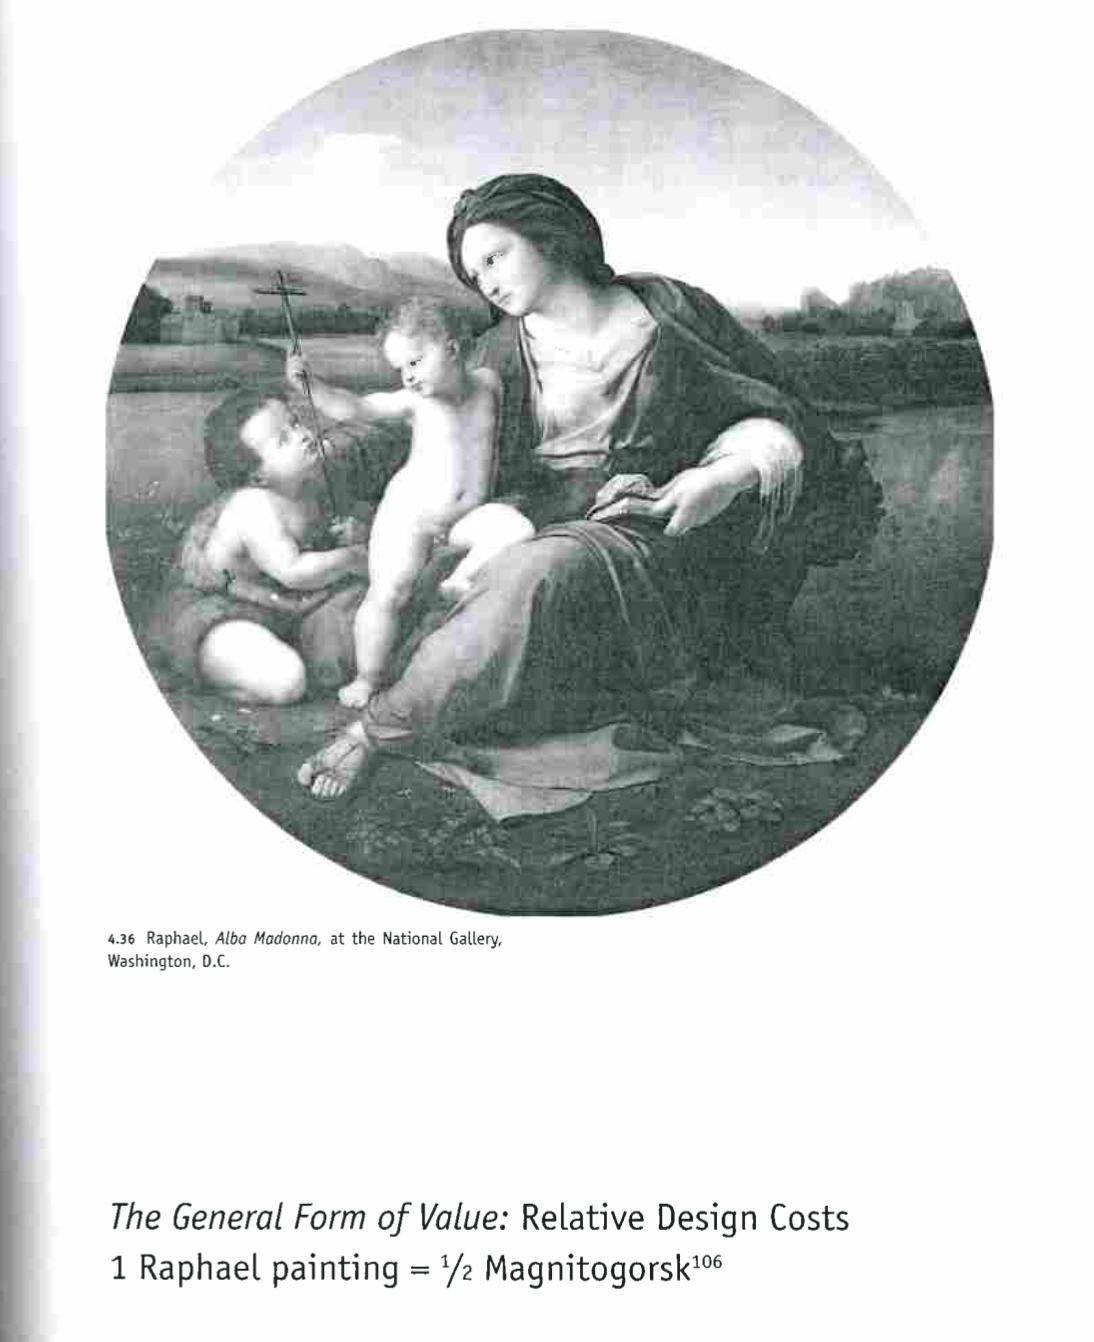 4.36 Raphael, Alba Madonna, at the National Gallery,
Washington, D.C.
The General Form of Value: Relative Design Costs
1 Raphael painting = ½ Magnitogorsk¹⁰⁶